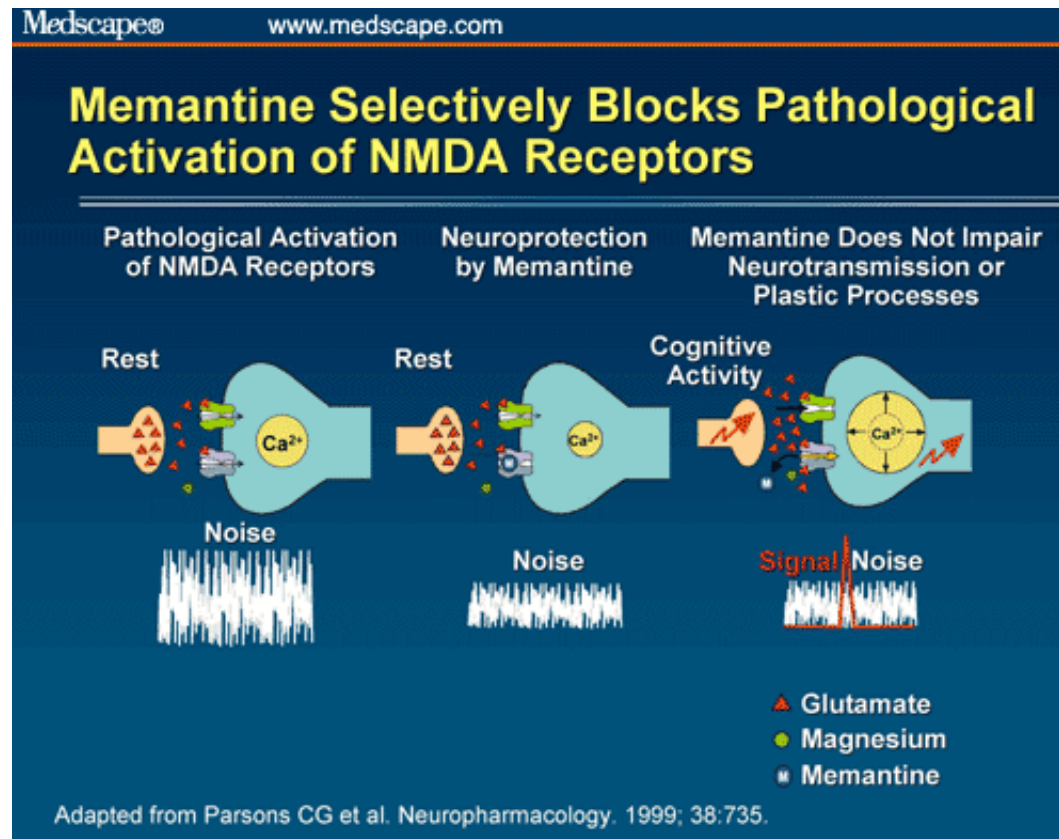 Medscape® www.medscape.com
Memantine Selectively Blocks Pathological
Activation of NMDA Receptors
Pathological Activation
of NMDA Receptors
Neuroprotection
by Memantine
Memantine Does Not Impair
Neurotransmission or
Plastic Processes
Rest
Rest
Cognitive
Activity
Ca²⁺
Ca²⁺
Ca²⁺
M
M
Noise
Noise
Signal Noise
Glutamate
Magnesium
M Memantine
Adapted from Parsons CG et al. Neuropharmacology. 1999; 38:735.